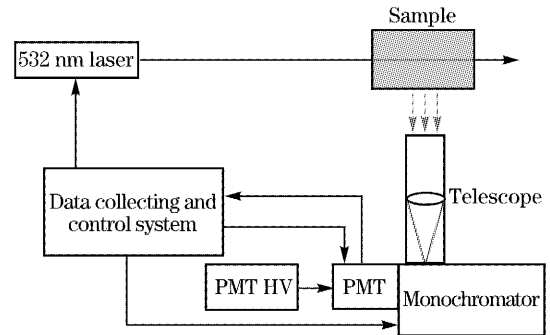 Sample
532 nm laser
Telescope
Data collecting and
control system
PMT HV
PMT
Monochromator